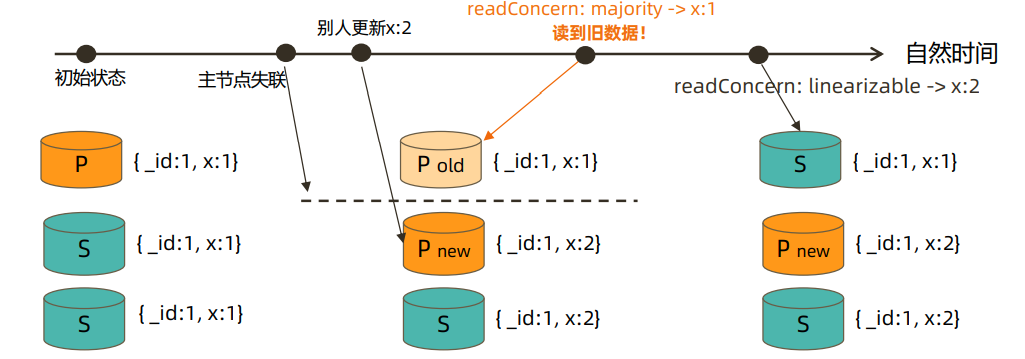 readConcern: majority -> x:1
别人更新x:2
读到旧数据!
自然时间
初始状态
主节点失联
readConcern: linearizable -> x:2
P { _id:1, x:1}
P old { _id:1, x:1}
S { _id:1, x:1}
S { _id:1, x:1}
P new { _id:1, x:2}
P new { _id:1, x:2}
S { _id:1, x:1}
S { _id:1, x:2}
S { _id:1, x:2}